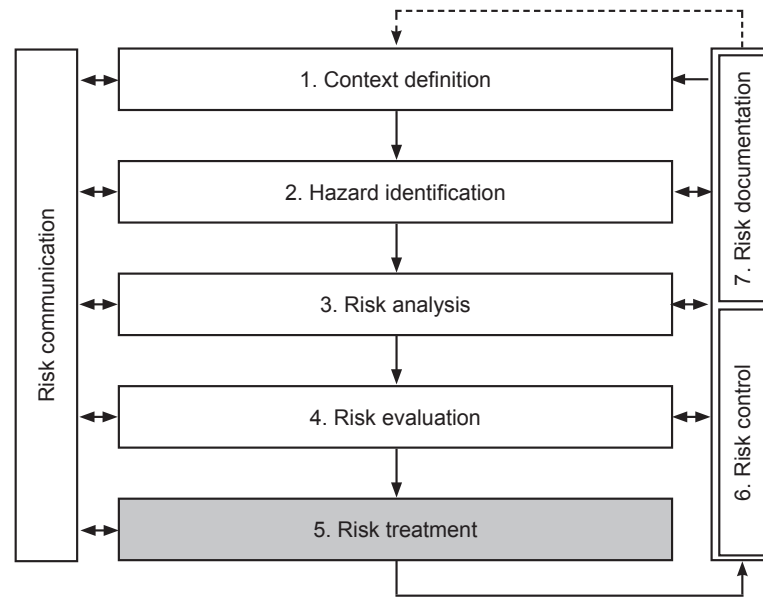 1. Context definition
2. Hazard identification
3. Risk analysis
4. Risk evaluation
5. Risk treatment
Risk communication
7. Risk documentation
6. Risk control